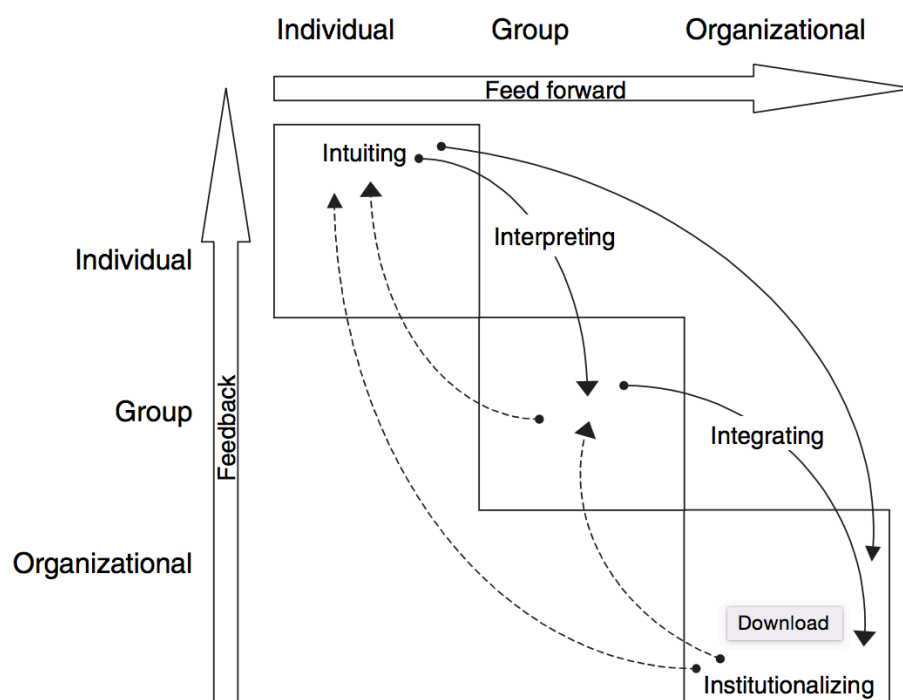 Individual
Group
Organizational
Feed forward
Intuiting
Interpreting
Individual
Feedback
Group
Integrating
Organizational
Download
Institutionalizing